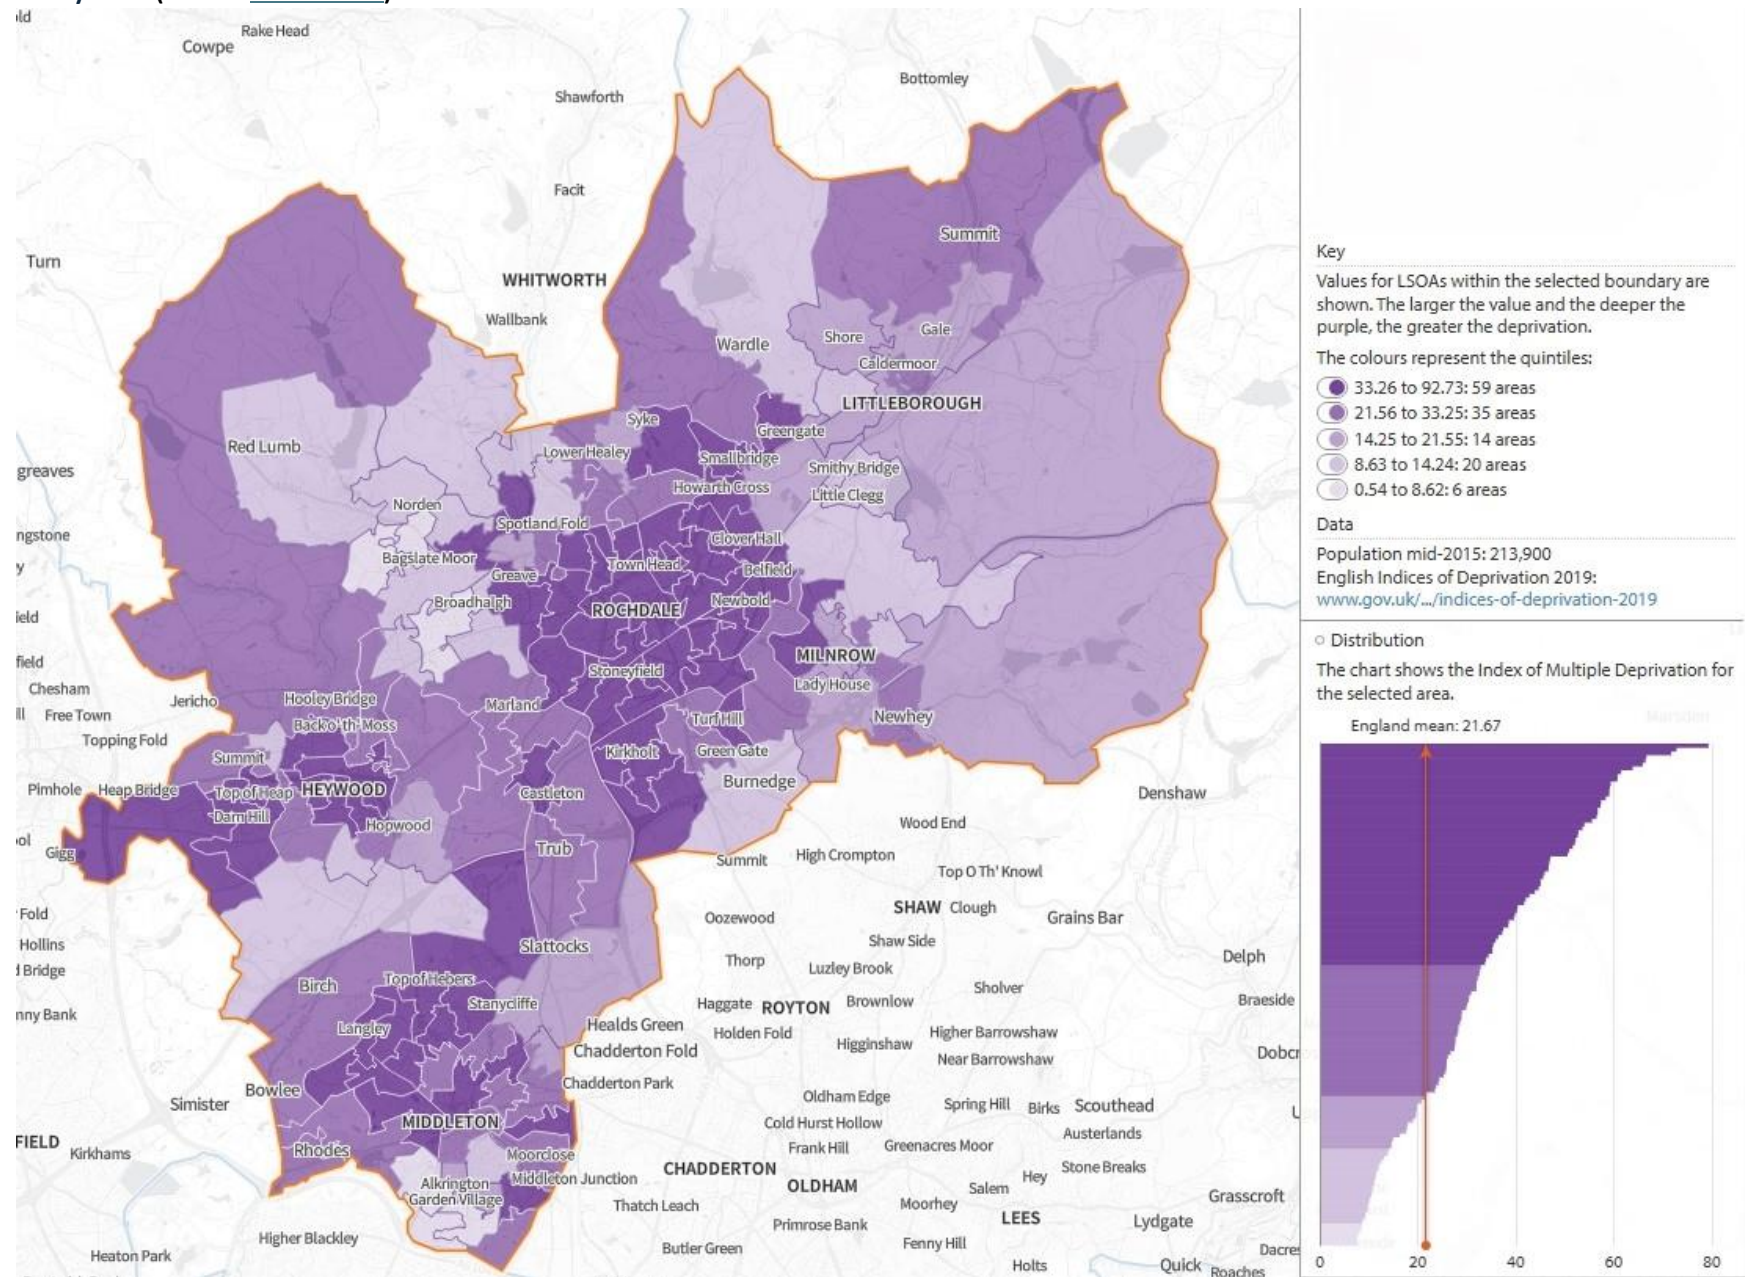 Rake Head
Cowpe
Bottomley
Shawforth
Facit
Turn
WHITWORTH
Wallbank
Summit
Wardle
Shore
Gale
Caldermoor
LITTLEBOROUGH
Syke
Greengate
Red Lumb
Lower Healey
Smallbridge
Smithy Bridge
greaves
Howarth Cross
Little Clegg
Norden
Spotland Fold
ngstone
Clover Hall
Bagslate Moor
Town Head
Belfield
Greave
Broadhalgh
ROCHDALE
Newbold
MILNROW
Stoneyfield
Lady House
Chesham
Jericho
Hooley Bridge
Marland
Free Town
Back o' th' Moss
Turf Hill
Newhey
Topping Fold
Summit
Kirkholt
Green Gate
Burnedge
Pimhole
Heap Bridge
Top of Heap
HEYWOOD
Castleton
Denshaw
Darn Hill
Hopwood
Wood End
Gigg
Trub
Summit
High Crompton
Top O Th' Knowl
Fold
Oozewood
SHAW
Clough
Grains Bar
Hollins
Slattocks
Shaw Side
d Bridge
Birch
Top of Hebers
Thorp
Luzley Brook
Delph
Stanycliffe
Haggate
ROYTON
Brownlow
Sholver
Braeside
nny Bank
Langley
Healds Green
Holden Fold
Higginshaw
Higher Barrowshaw
Chadderton Fold
Near Barrowshaw
Dobcr
Bowlee
Chadderton Park
Simister
Oldham Edge
Spring Hill
Birks
Scouthead
MIDDLETON
Cold Hurst Hollow
Austerlands
FIELD
Kirkhams
Rhodes
Moorclose
Frank Hill
Greenacres Moor
Alkrington
Garden Village
Middleton Junction
CHADDERTON
OLDHAM
Hey
Stone Breaks
Salem
Thatch Leach
Moorhey
Grasscroft
Primrose Bank
LEES
Lydgate
Higher Blackley
Butler Green
Fenny Hill
Heaton Park
Holts
Quick
Dacres
Roaches
Key
Values for LSOAs within the selected boundary are
shown. The larger the value and the deeper the
purple, the greater the deprivation.
The colours represent the quintiles:
33.26 to 92.73: 59 areas
21.56 to 33.25: 35 areas
14.25 to 21.55: 14 areas
8.63 to 14.24: 20 areas
0.54 to 8.62: 6 areas
Data
Population mid-2015: 213,900
English Indices of Deprivation 2019:
www.gov.uk/.../indices-of-deprivation-2019
Distribution
The chart shows the Index of Multiple Deprivation for
the selected area.
England mean: 21.67
0 20 40 60 80